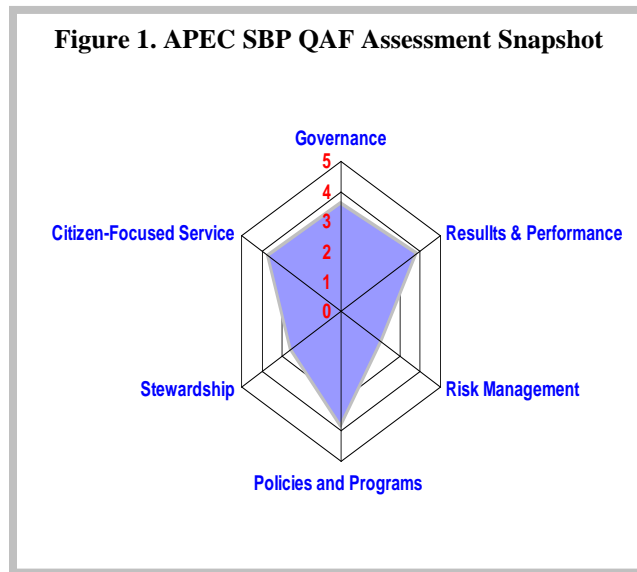 Figure 1. APEC SBP QAF Assessment Snapshot
Governance
5
4
3
2
1
0
Citizen-Focused Service
Resullts & Performance
Stewardship
Risk Management
Policies and Programs